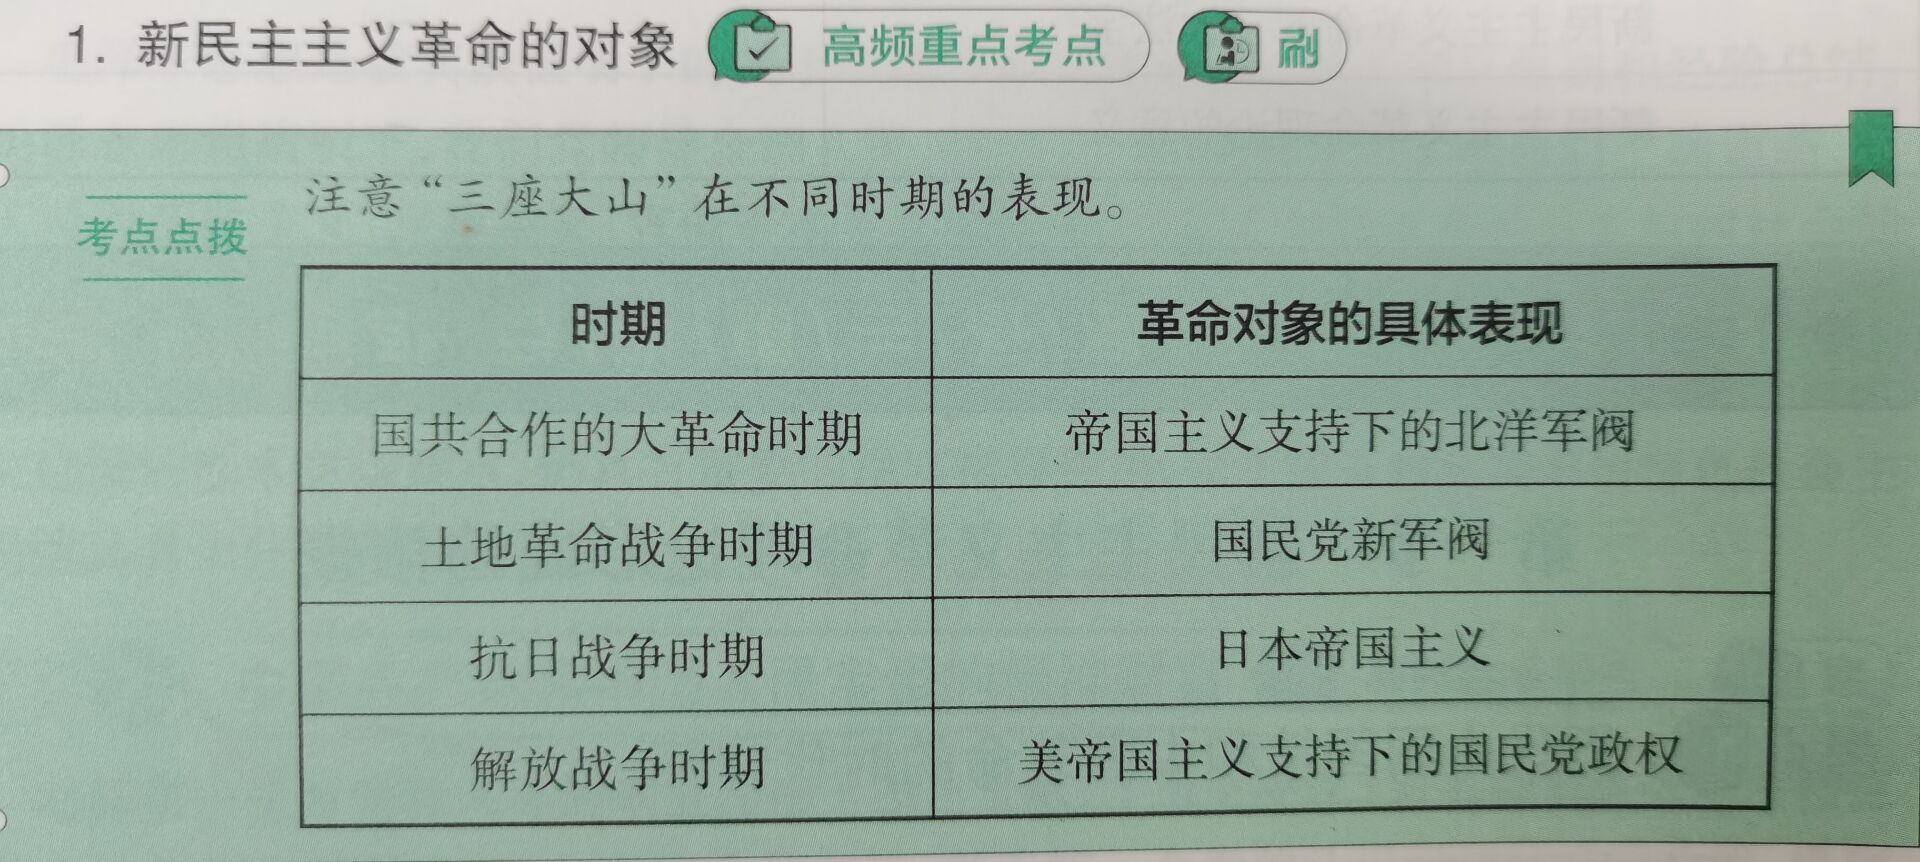 1. 新民主主义革命的对象 高频重点考点 刷
注意“三座大山”在不同时期的表现。
考点点拨
时期 革命对象的具体表现
国共合作的大革命时期 帝国主义支持下的北洋军阀
土地革命战争时期 国民党新军阀
抗日战争时期 日本帝国主义
解放战争时期 美帝国主义支持下的国民党政权